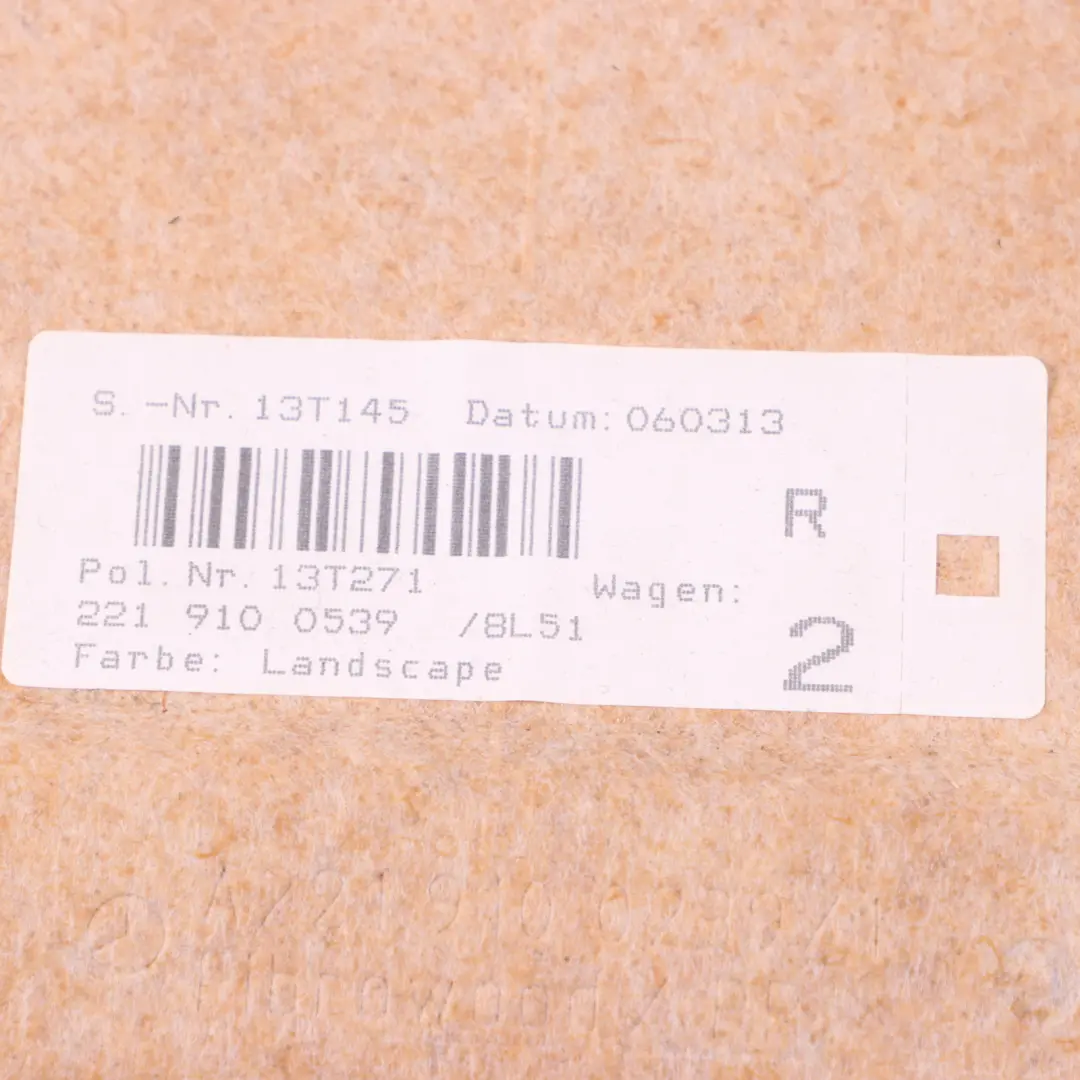 S.-Nr. 13T145 Datum: 060313
R
Pol. Nr. 13T271
Wagen:
221 910 0539 /8L51
2
Farbe: Landscape